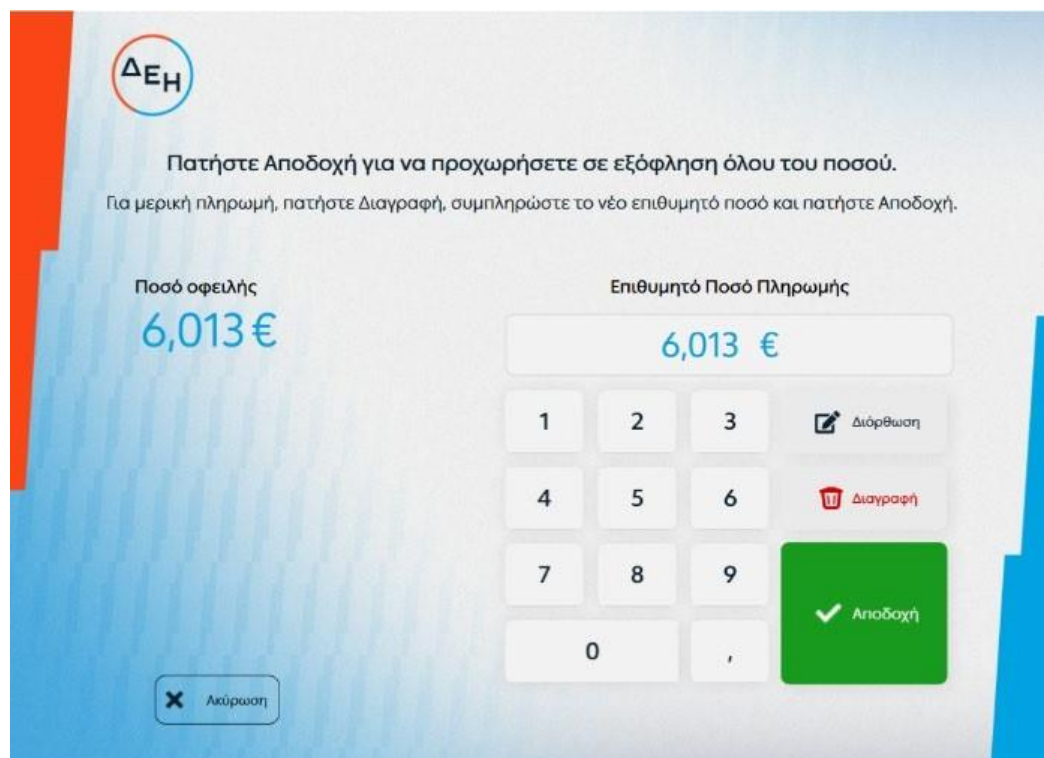 ΔΕΗ
Πατήστε Αποδοχή για να προχωρήσετε σε εξόφληση όλου του ποσού.
Για μερική πληρωμή, πατήστε Διαγραφή, συμπληρώστε το νέο επιθυμητό ποσό και πατήστε Αποδοχή.
Ποσό οφειλής
6,013 €
Επιθυμητό Ποσό Πληρωμής
6,013 €
1 2 3 Διόρθωση
4 5 6 Διαγραφή
7 8 9
Αποδοχή
0 ,
Ακύρωση